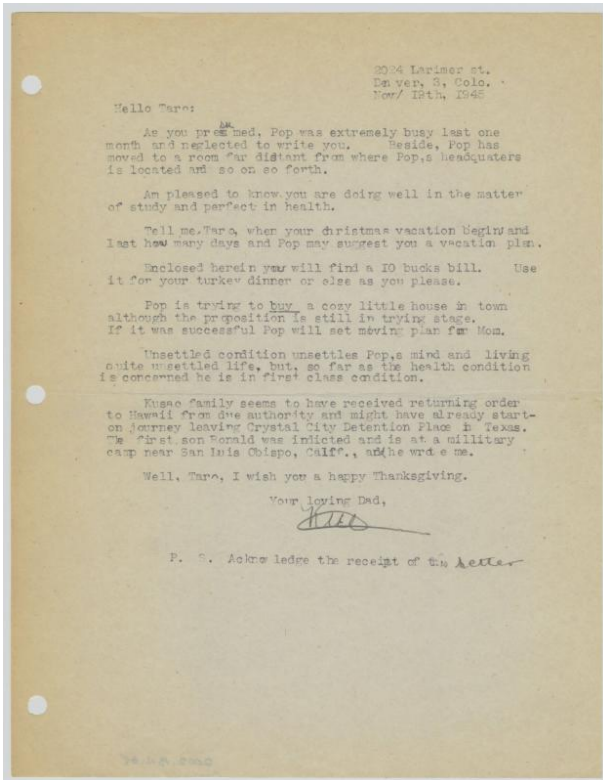 2024 Larimer st.
Denver, 3, Colo.
Nov/ 19th, 1945
Hello Taro:
As you presumed, Pop was extremely busy last one
month and neglected to write you. Beside, Pop has
moved to a room far distant from where Pop,s headquaters
is located and so on so forth.
Am pleased to know you are doing well in the matter
of study and perfect in health.
Tell me,Taro, when your christmas vacation begin and
last how many days and Pop may suggest you a vacation plan.
Enclosed herein you will find a IO bucks bill. Use
it for your turkey dinner or else as you please.
Pop is trying to buy a cozy little house in town
although the proposition is still in trying stage.
If it was successful Pop will set moving plan for Mom.
Unsettled condition unsettles Pop,s mind and living
quite unsettled life, but, so far as the health condition
is concerned he is in first class condition.
Kusao family seems to have received returning order
to Hawaii from due authority and might have already start-
on journey leaving Crystal City Detention Place in Texas.
The first son Ronald was indicted and is at a millitary
camp near San Luis Obispo, Calif., and he wrote me.
Well, Taro, I wish you a happy Thanksgiving.
Your loving Dad,
P. S. Acknowledge the receipt of this letter